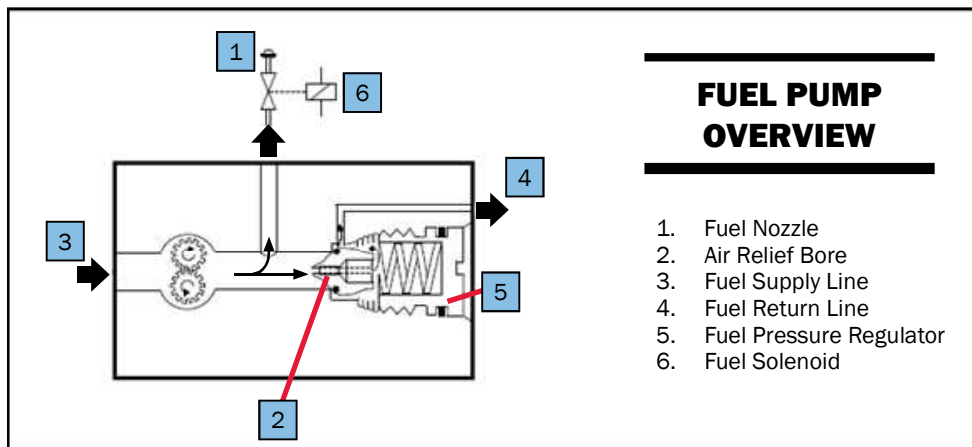 1
6
3
4
5
2
FUEL PUMP
OVERVIEW
1. Fuel Nozzle
2. Air Relief Bore
3. Fuel Supply Line
4. Fuel Return Line
5. Fuel Pressure Regulator
6. Fuel Solenoid